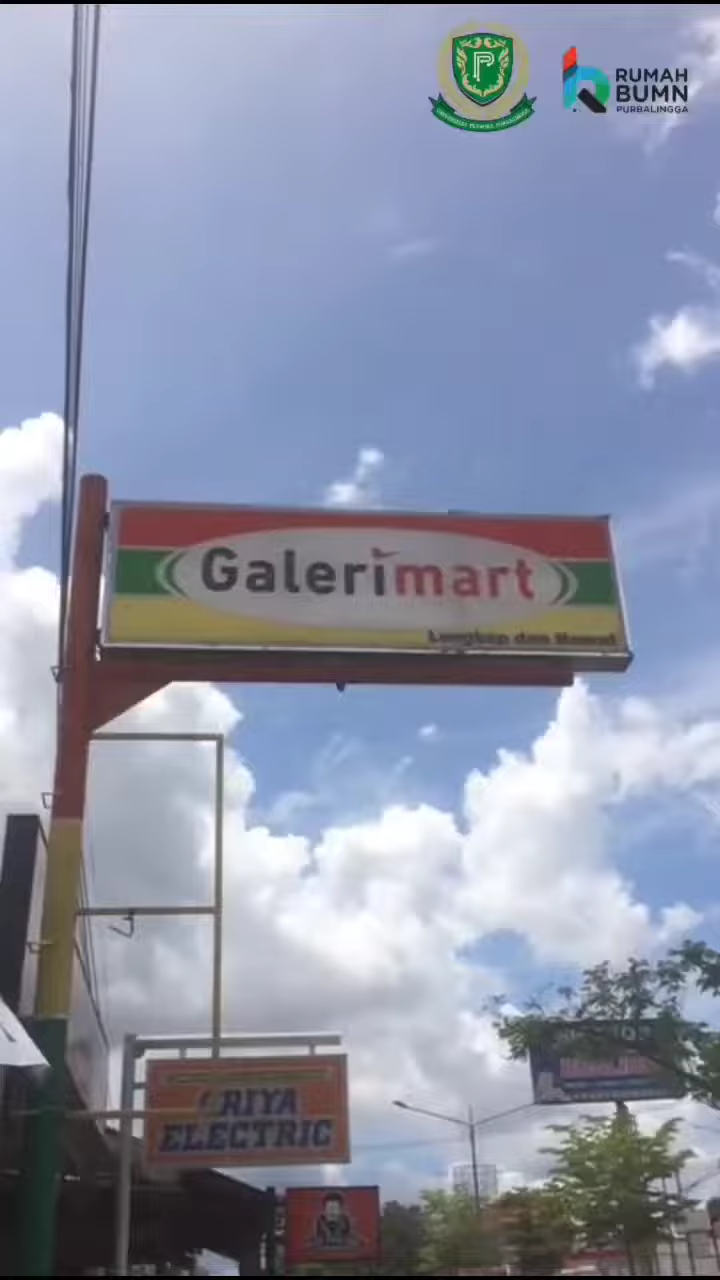 RUMAH
BUMN
PURBALINGGA
Galerimart
Lengkap dan Hemat
RIYA
ELECTRIC